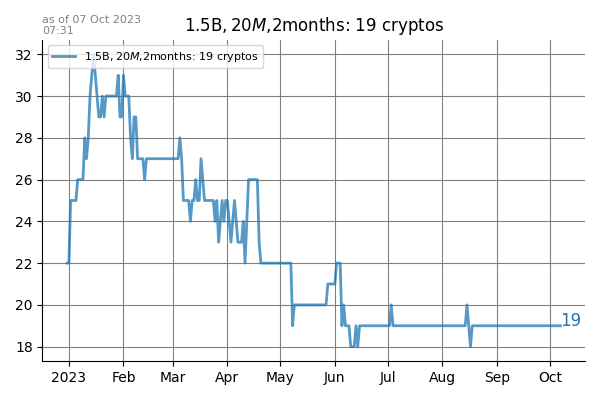 as of 07 Oct 2023
07:31
1.5B, 20M,2months: 19 cryptos
1.5B, 20M,2months: 19 cryptos
32
30
28
26
24
22
20
18
19
2023 Feb Mar Apr May Jun Jul Aug Sep Oct